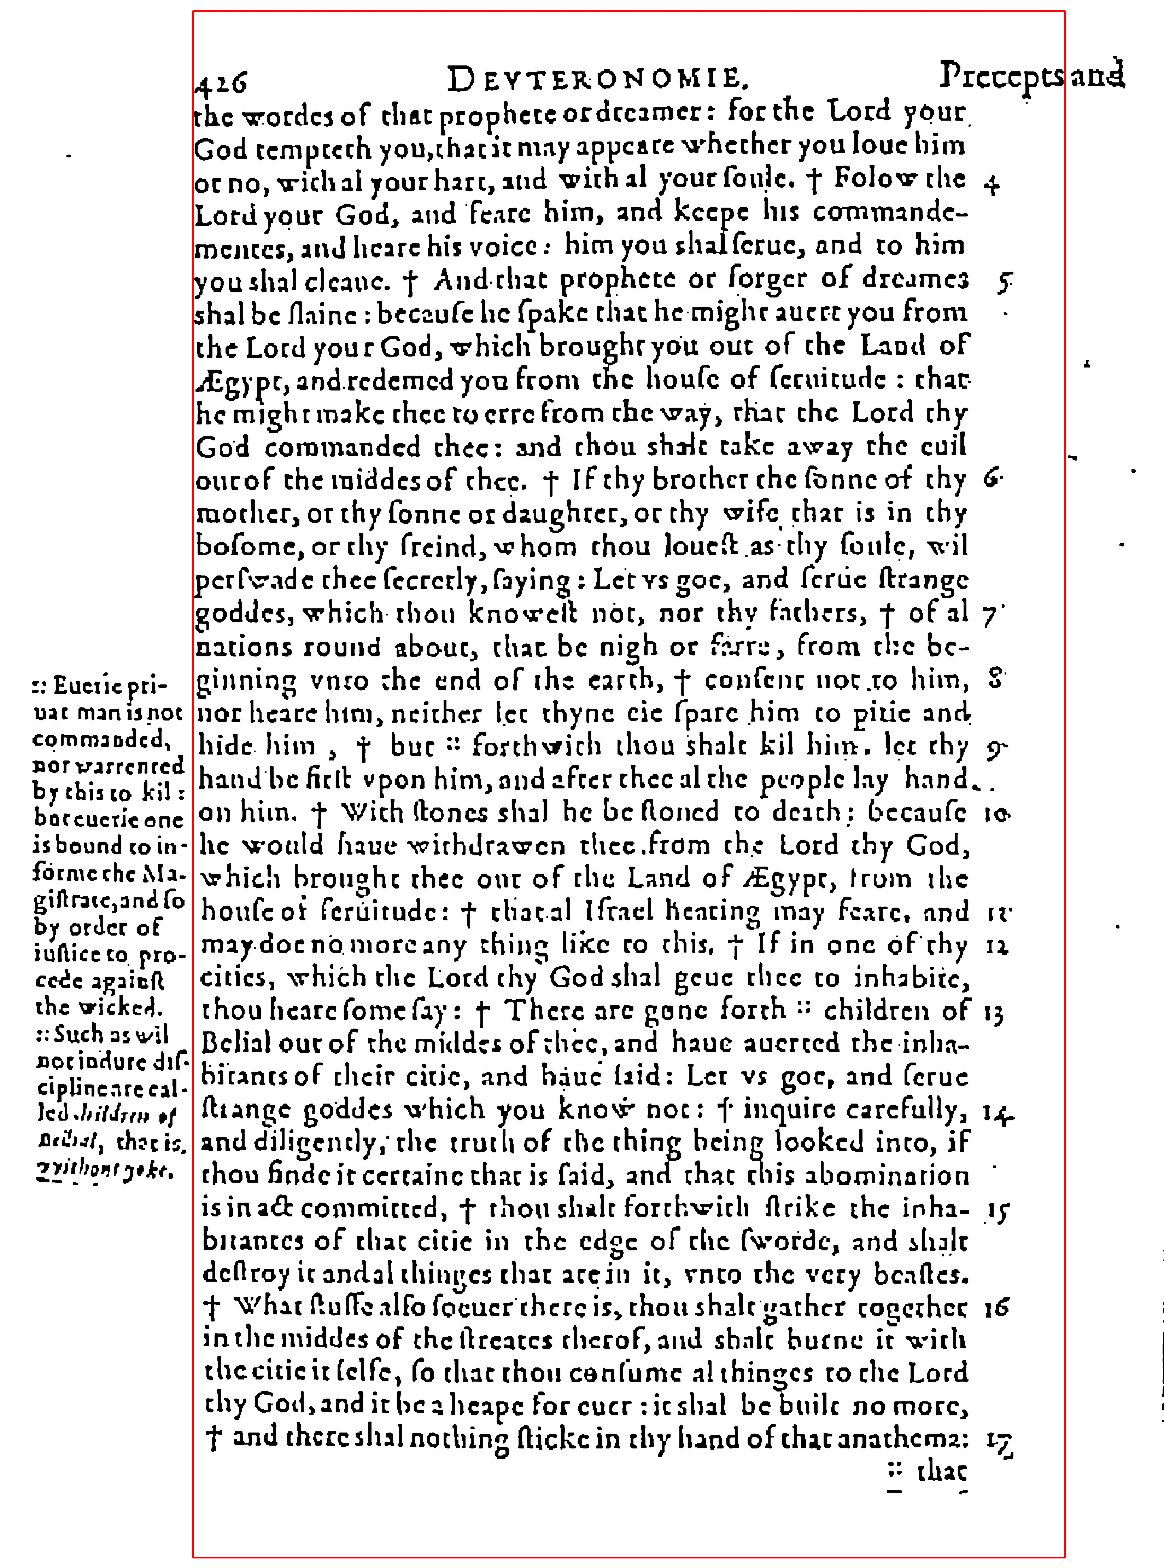 426 DEVTERONOMIE. Precepts and
the wordes of that prophete or dreamer: for the Lord your
God tempteth you, that it may appeare whether you loue him
or no, with al your hart, and with al your ſoule. † Folow the 4
Lord your God, and feare him, and keepe his commande-
mentes, and heare his voice: him you shal ſerue, and to him
you shal cleaue. † And that prophete or forger of dreames 5
shal be ſlaine: becauſe he ſpake that he might auert you from
the Lord your God, which brought you out of the Land of
Ægypt, and redemed you from the houſe of ſeruitude : that
he might make thee to erre from the way, that the Lord thy
God commanded thee: and thou shalt take away the euil
out of the middes of thee. † If thy brother the ſonne of thy 6
mother, or thy ſonne or daughter, or thy wife that is in thy
boſome, or thy freind, whom thou loueſt as thy ſoule, wil
perſwade thee ſecretly, ſaying: Let vs goe, and ſerue ſtrange
goddes, which thou knoweſt not, nor thy fathers, † of al 7
nations round about, that be nigh or farre, from the be-
ginning vnto the end of the earth, † conſent not to him, 8
nor heare him, neither let thyne eie ſpare him to pitie and
hide him, † but :: forthwith thou shalt kil him. let thy 9
hand be firſt vpon him, and after thee al the people lay hand
on him. † With ſtones shal he be ſtoned to death: becauſe 10
he would haue withdrawen thee from the Lord thy God,
which brought thee out of the Land of Ægypt, from the
houſe of ſeruitude: † that al Iſrael hearing may feare, and 11
may doe no more any thing like to this. † If in one of thy 12
cities, which the Lord thy God shal geue thee to inhabite,
thou heare ſome ſay: † There are gone forth :: children of 13
Belial out of the middes of thee, and haue auerted the inha-
bitants of their citie, and haue ſaid: Let vs goe, and ſerue
ſtrange goddes which you know not: † inquire carefully, 14
and diligently, the truth of the thing being looked into, if
thou finde it certaine that is ſaid, and that this abomination
is in act committed, † thou shalt forthwith ſtrike the inha- 15
bitantes of that citie in the edge of the ſworde, and shalt
deſtroy it and al thinges that are in it, vnto the very beaſtes.
† What ſtuffe alſo ſoeuer there is, thou shalt gather together 16
in the middes of the ſtreates therof, and shalt burne it with
the citie it ſelfe, ſo that thou conſume al thinges to the Lord
thy God, and it be a heape for euer : it shal be built no more,
† and there shal nothing ſticke in thy hand of that anathema: 17
:: that
:: Euerie pri-
uat man is not
commanded,
nor warrented
by this to kil:
but euerie one
is bound to in-
forme the Ma-
giſtrate, and ſo
by order of
iuſtice to pro-
cede againſt
the wicked.
:: Such as wil
not indure diſ-
cipline are cal-
led children of
Belial, that is,
without yoke.